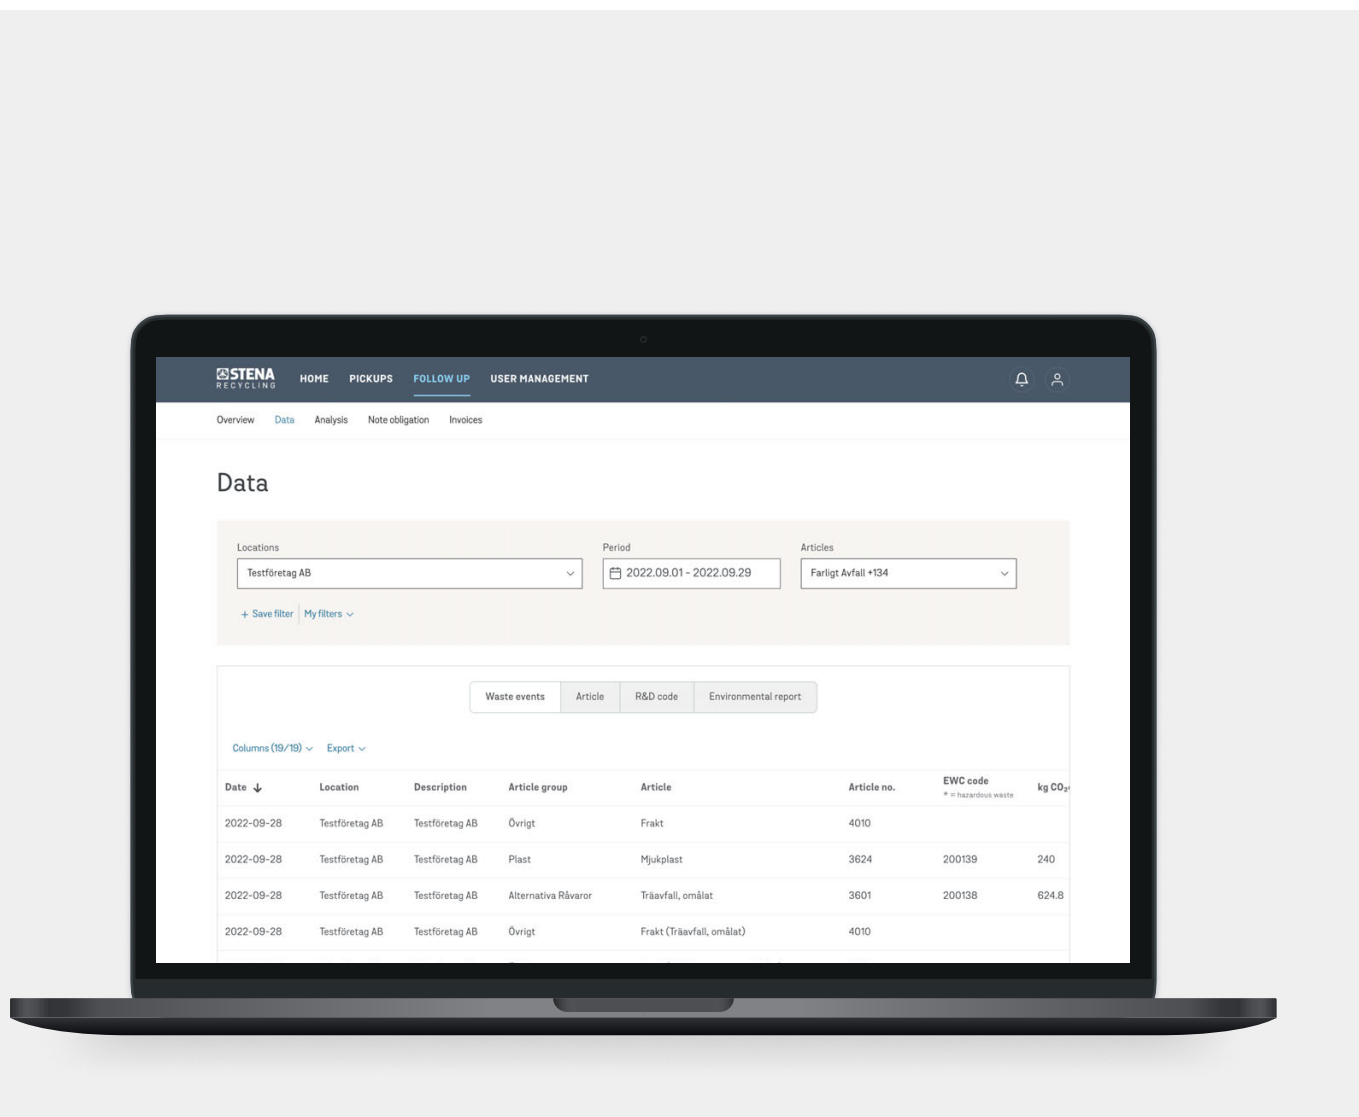 STENA
RECYCLING
HOME PICKUPS FOLLOW UP USER MANAGEMENT
Overview Data Analysis Note obligation Invoices
Data
Locations Period Articles
Testföretag AB 2022.09.01 - 2022.09.29 Farligt Avfall +134
+ Save filter My filters
Waste events Article R&D code Environmental report
Columns (19/19) Export
Date Location Description Article group Article Article no. EWC code kg CO₂
* = hazardous waste
2022-09-28 Testföretag AB Testföretag AB Övrigt Frakt 4010
2022-09-28 Testföretag AB Testföretag AB Plast Mjukplast 3624 200139 240
2022-09-28 Testföretag AB Testföretag AB Alternativa Råvaror Träavfall, omålat 3601 200138 624.8
2022-09-28 Testföretag AB Testföretag AB Övrigt Frakt (Träavfall, omålat) 4010